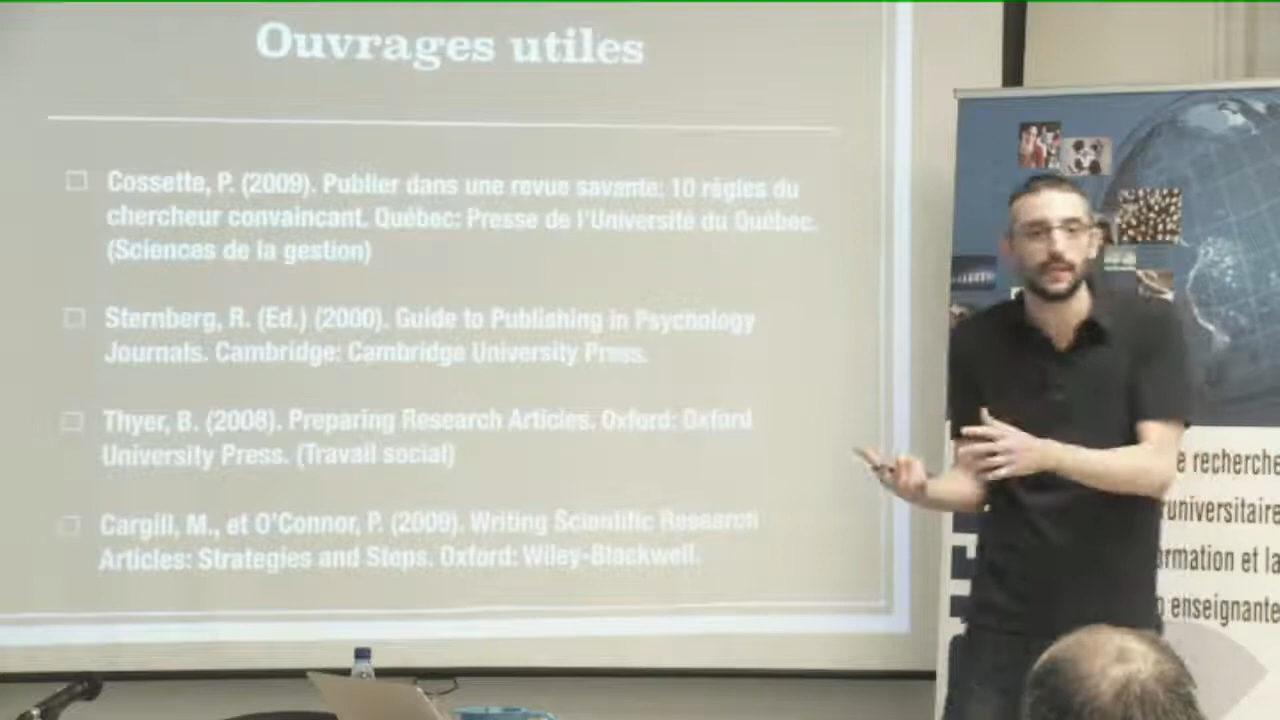 Ouvrages utiles
Cossette, P. (2009). Publier dans une revue savante: 10 règles du
chercheur convaincant. Québec: Presse de l'Université du Québec.
(Sciences de la gestion)
Sternberg, R. (Ed.) (2000). Guide to Publishing in Psychology
Journals. Cambridge: Cambridge University Press.
Thyer, B. (2008). Preparing Research Articles. Oxford: Oxford
University Press. (Travail social)
Cargill, M., et O'Connor, P. (2009). Writing Scientific Research
Articles: Strategies and Steps. Oxford: Wiley-Blackwell.
e recherche
runiversitaire
ormation et la
enseignante